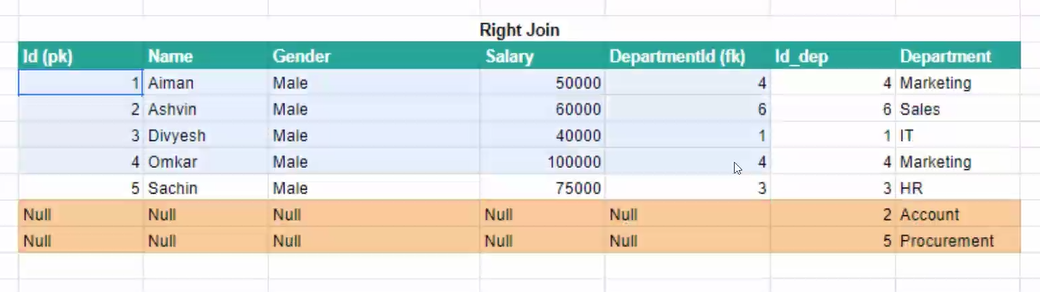 Right Join
Id (pk) Name Gender Salary DepartmentId (fk) Id_dep Department
1 Aiman Male 50000 4 4 Marketing
2 Ashvin Male 60000 6 6 Sales
3 Divyesh Male 40000 1 1 IT
4 Omkar Male 100000 4 4 Marketing
5 Sachin Male 75000 3 3 HR
Null Null Null Null Null 2 Account
Null Null Null Null Null 5 Procurement